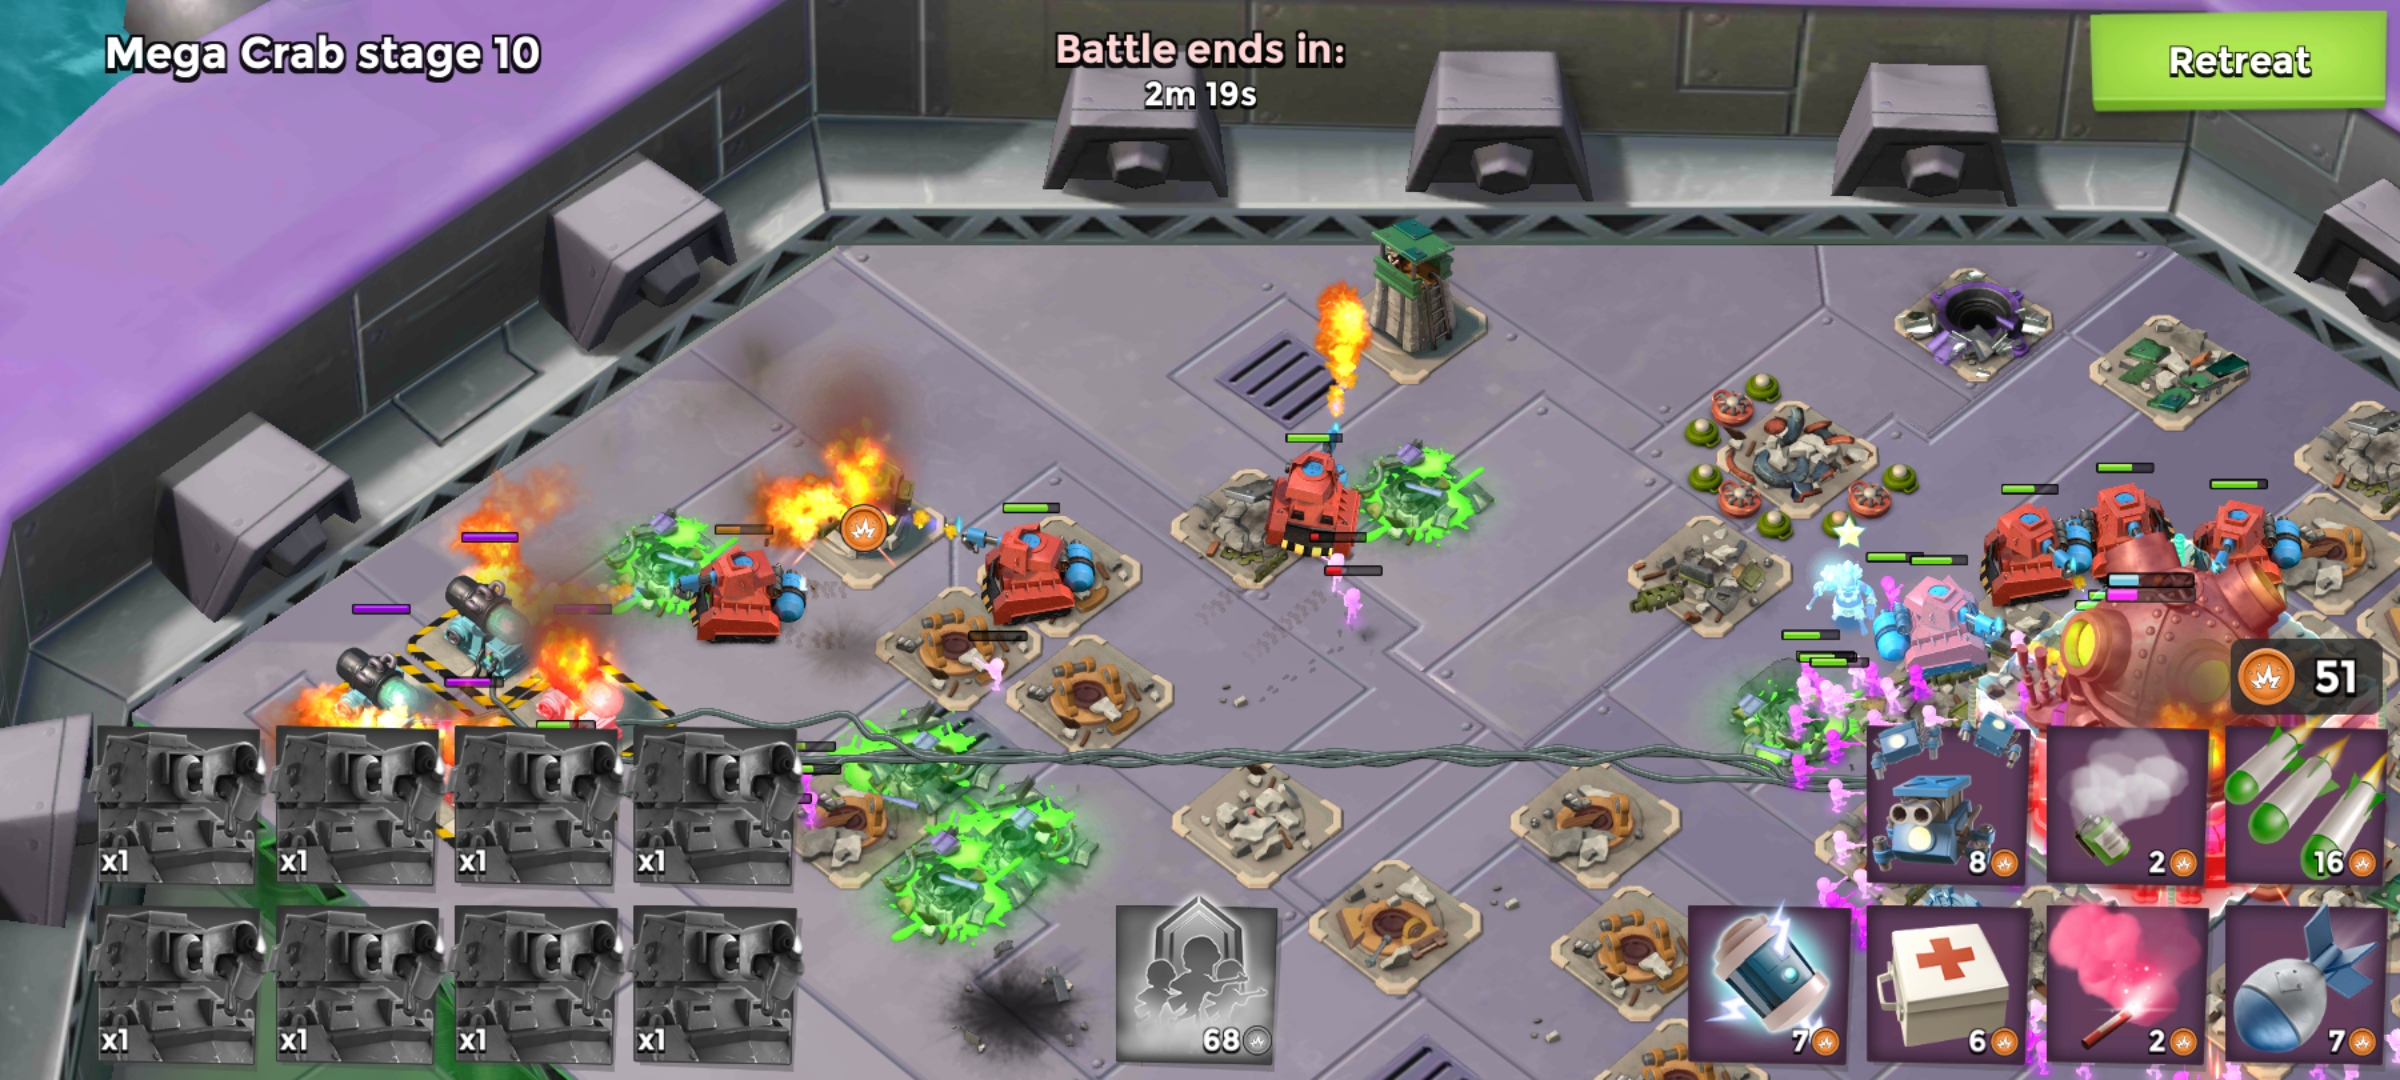 Mega Crab stage 10
Battle ends in:
2m 19s
Retreat
51
x1
x1
x1
x1
8
2
16
x1
x1
x1
x1
68
7
6
2
7